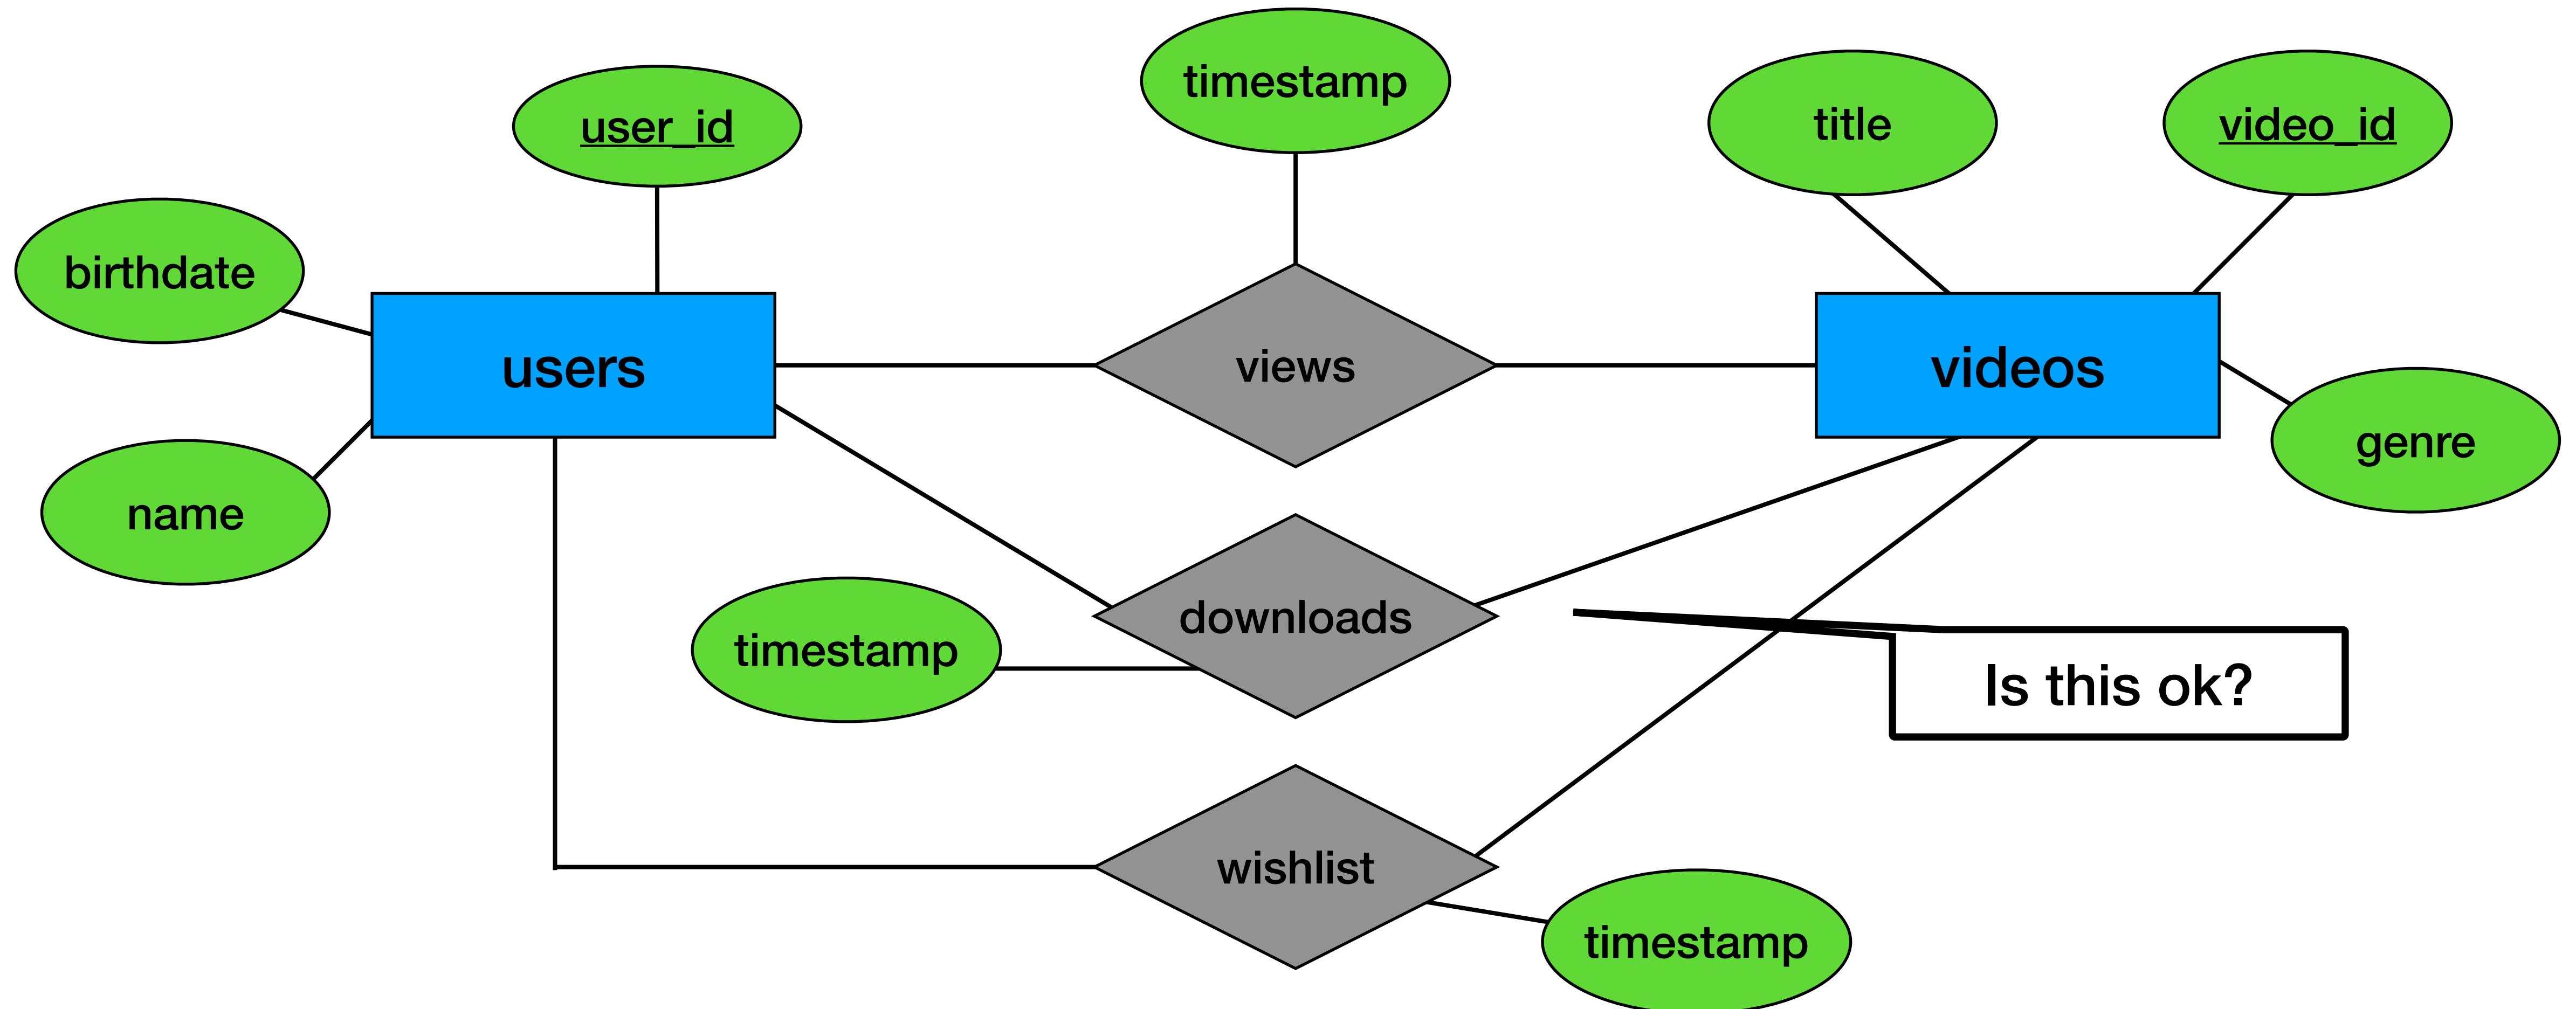 timestamp
title
video_id
user_id
birthdate
users
views
videos
genre
name
downloads
timestamp
Is this ok?
wishlist
timestamp